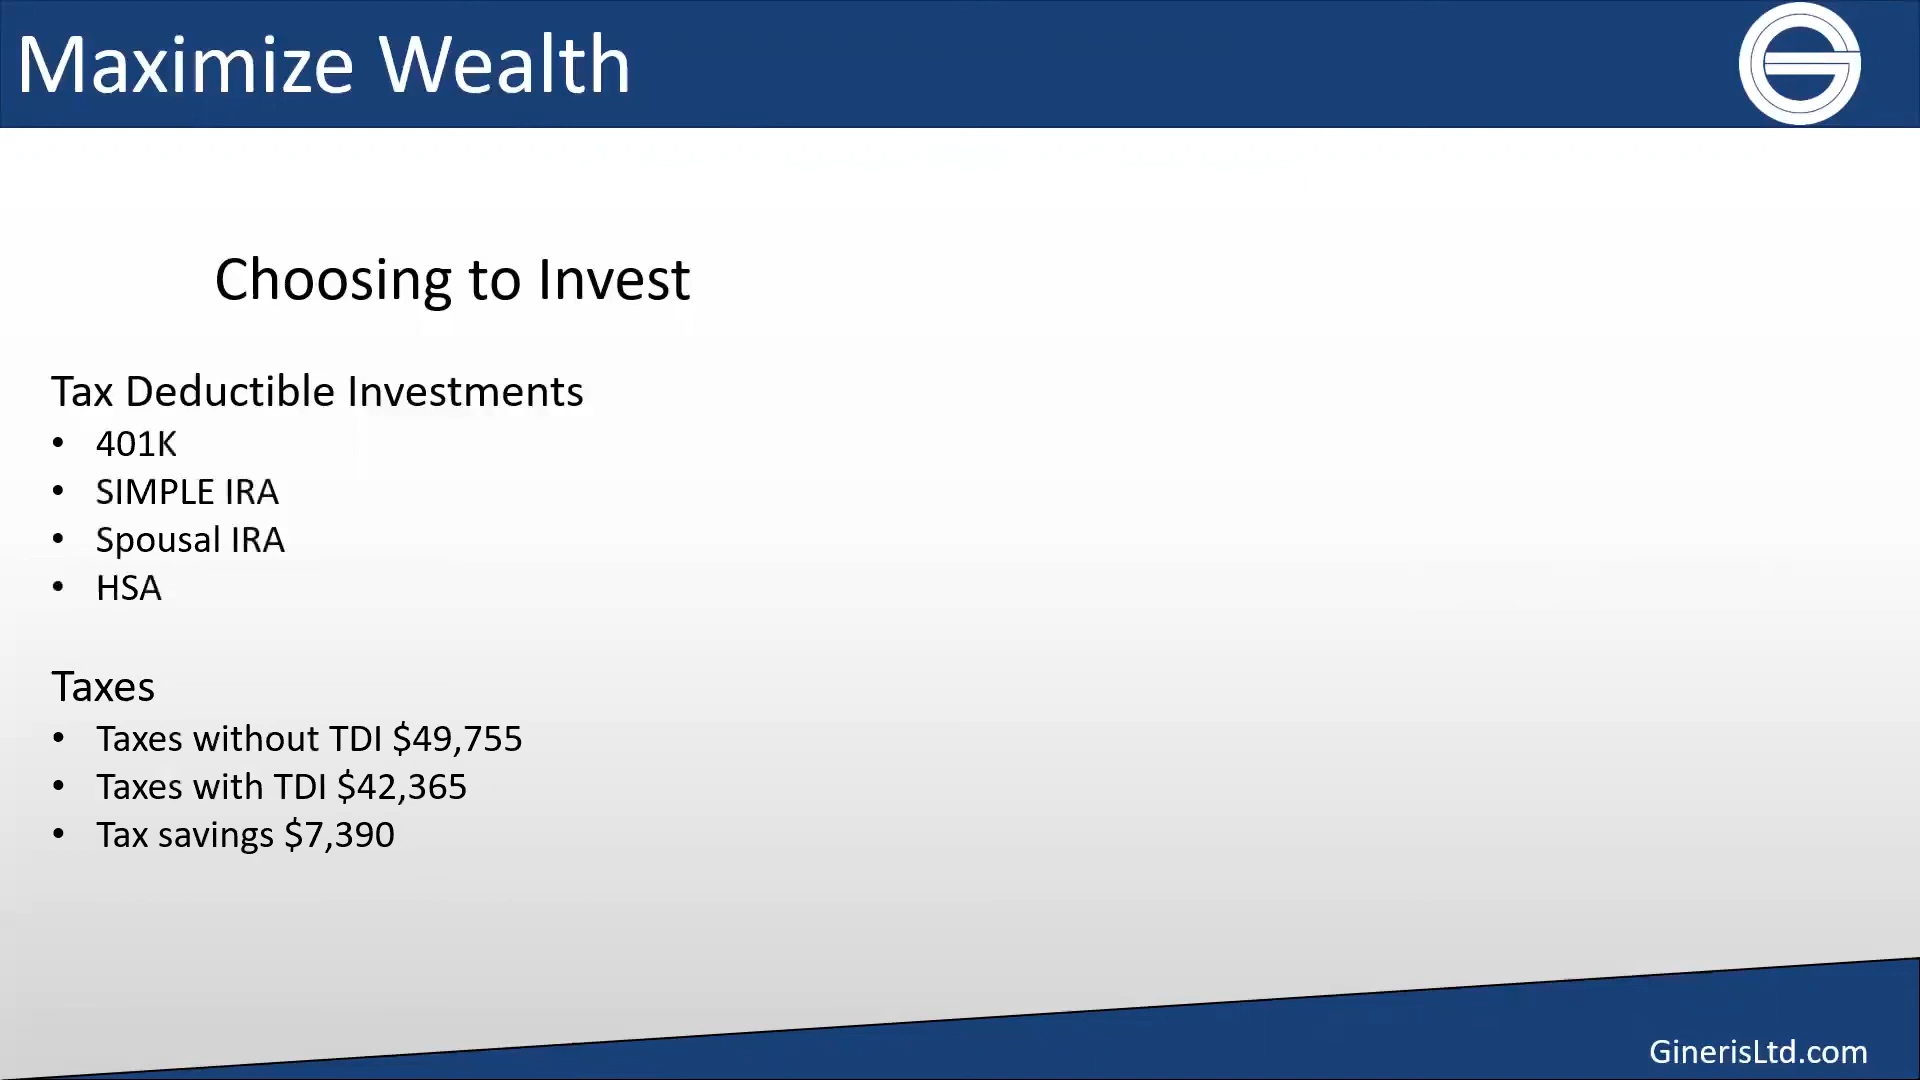 Maximize Wealth
Choosing to Invest
Tax Deductible Investments
• 401K
• SIMPLE IRA
• Spousal IRA
• HSA
Taxes
• Taxes without TDI $49,755
• Taxes with TDI $42,365
• Tax savings $7,390
GinerisLtd.com